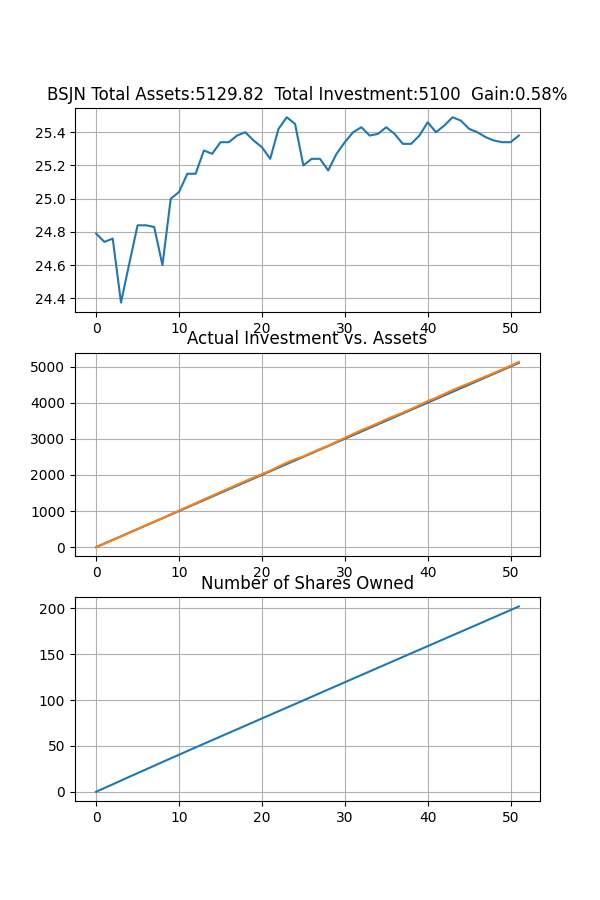 BSJN Total Assets:5129.82  Total Investment:5100  Gain:0.58%
25.4
25.2
25.0
24.8
24.6
24.4
0 10 20 30 40 50
Actual Investment vs. Assets
5000
4000
3000
2000
1000
0
0 10 20 30 40 50
Number of Shares Owned
200
150
100
50
0
0 10 20 30 40 50